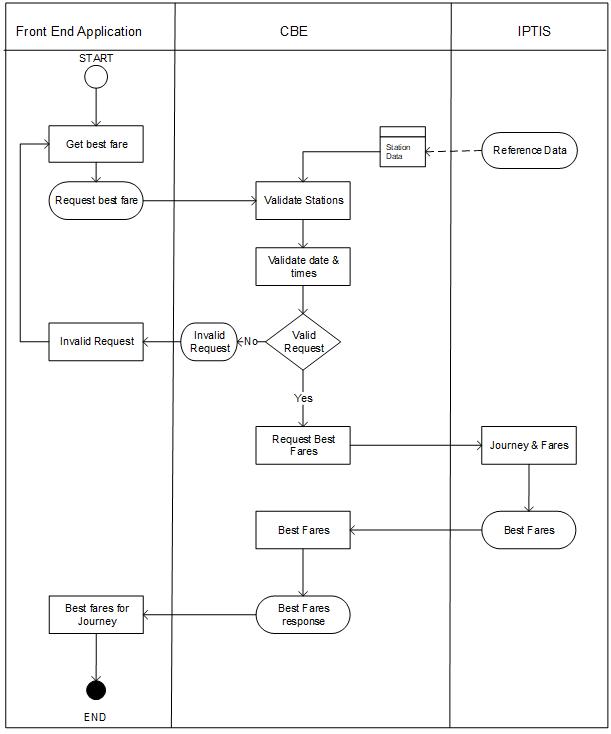 Front End Application
CBE
IPTIS
START
Get best fare
Station
Data
Reference Data
Request best fare
Validate Stations
Validate date &
times
Invalid Request
Invalid
Request
No
Valid
Request
Yes
Request Best
Fares
Journey & Fares
Best Fares
Best Fares
Best fares for
Journey
Best Fares
response
END